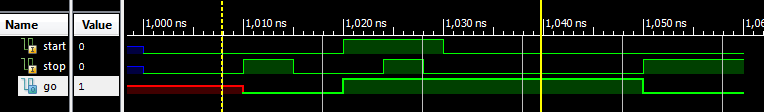 Name Value 1,000 ns 1,010 ns 1,020 ns 1,030 ns 1,040 ns 1,050 ns
start 0
stop 0
go 1